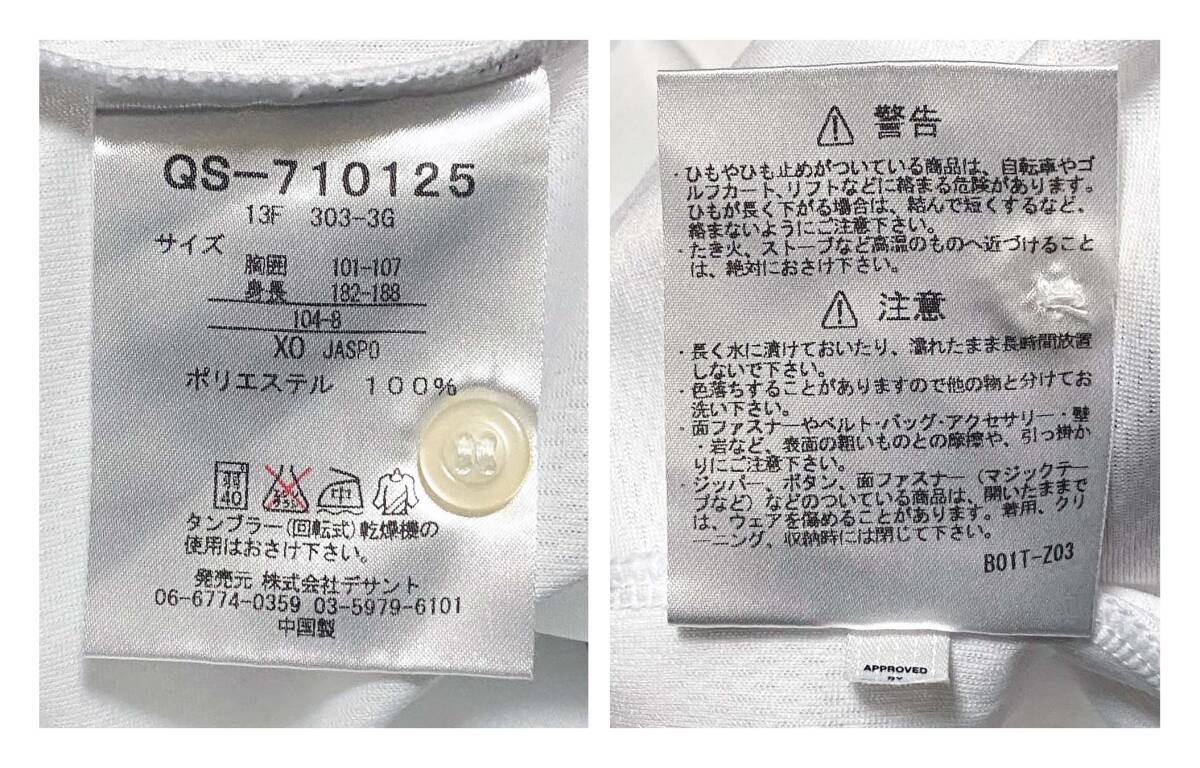 QS-710125
13F 303-3G
サイズ
胸囲 101-107
身長 182-188
104-8
XO JASPO
ポリエステル 100%
弱
40
エンソ
サラシ
中
タンブラー(回転式)乾燥機の
使用はおさけ下さい。
発売元 株式会社デサント
06-6774-0359 03-5979-6101
中国製
警告
・ひもやひも止めがついている商品は、自転車やゴ
ルフカート、リフトなどに絡まる危険があります。
ひもが長く下がる場合は、結んで短くするなど、
絡まないようにご注意下さい。
・たき火、ストーブなど高温のものへ近づけること
は、絶対におさけ下さい。
注意
・長く水に漬けておいたり、濡れたまま長時間放置
しないで下さい。
・色落ちすることがありますので他の物と分けてお
洗い下さい。
・面ファスナーやベルト・バッグ・アクセサリー・壁
・岩など、表面の粗いものとの摩擦や、引っ掛か
りにご注意下さい。
・ジッパー、ボタン、面ファスナー(マジックテー
プなど)などのついている商品は、開いたままで
は、ウェアを傷めることがあります。着用、クリ
ーニング、収納時には閉じて下さい。
B01T-Z03
APPROVED
BY